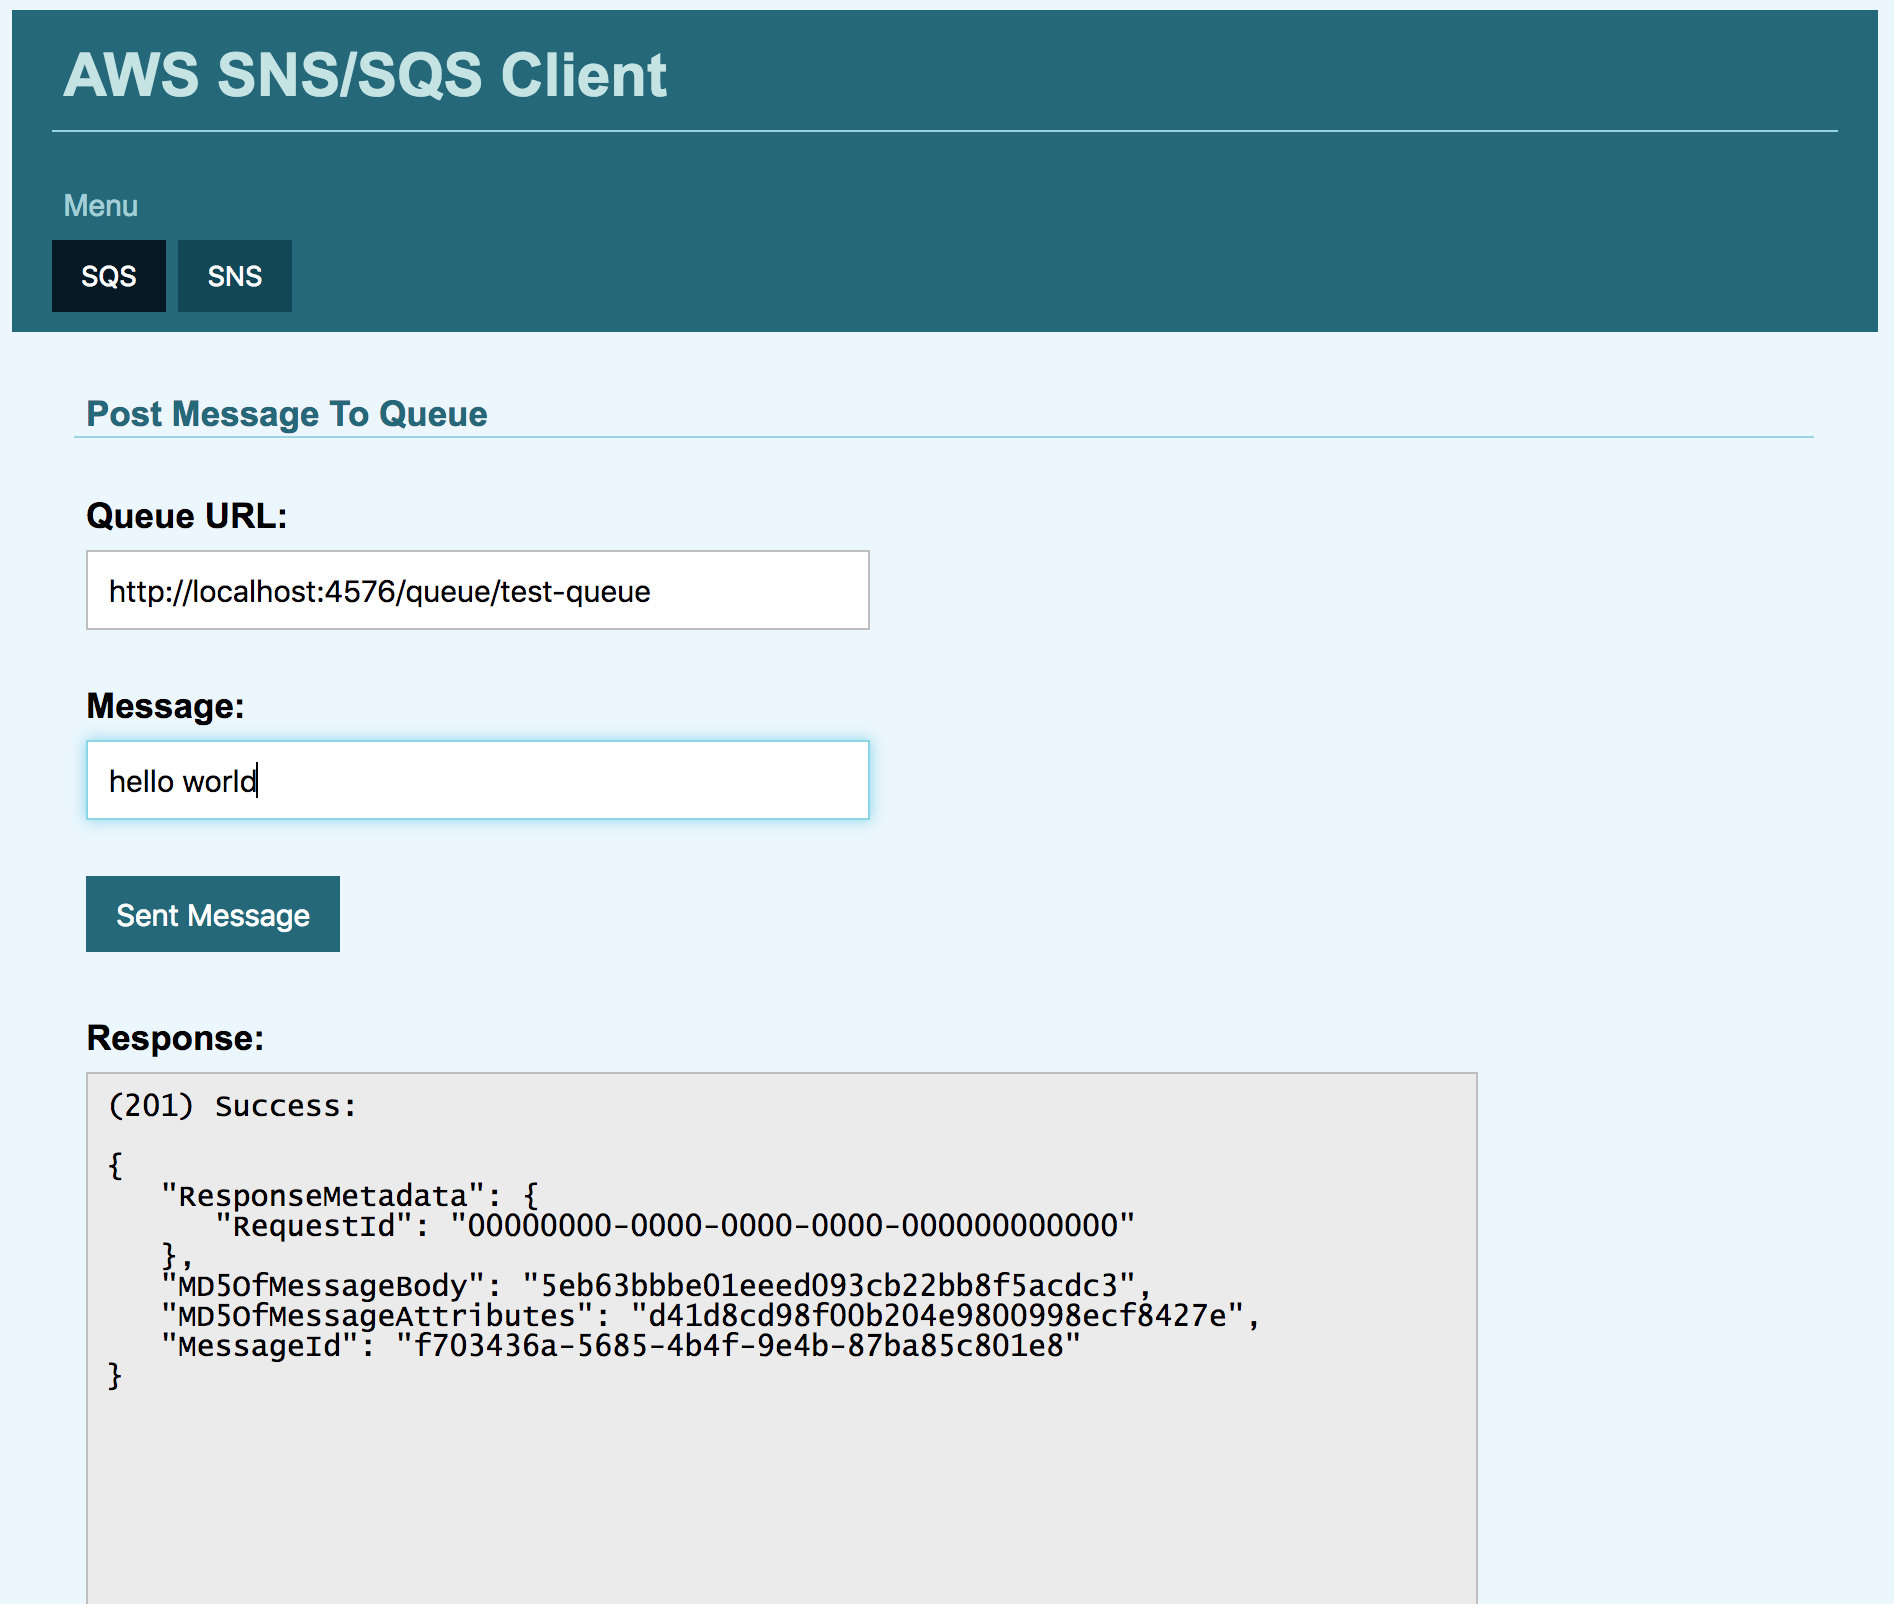 AWS SNS/SQS Client
Menu
SQS SNS
Post Message To Queue
Queue URL:
http://localhost:4576/queue/test-queue
Message:
hello world
Sent Message
Response:
(201) Success:
{
"ResponseMetadata": {
"RequestId": "00000000-0000-0000-0000-000000000000"
},
"MD5OfMessageBody": "5eb63bbbe01eeed093cb22bb8f5acdc3",
"MD5OfMessageAttributes": "d41d8cd98f00b204e9800998ecf8427e",
"MessageId": "f703436a-5685-4b4f-9e4b-87ba85c801e8"
}